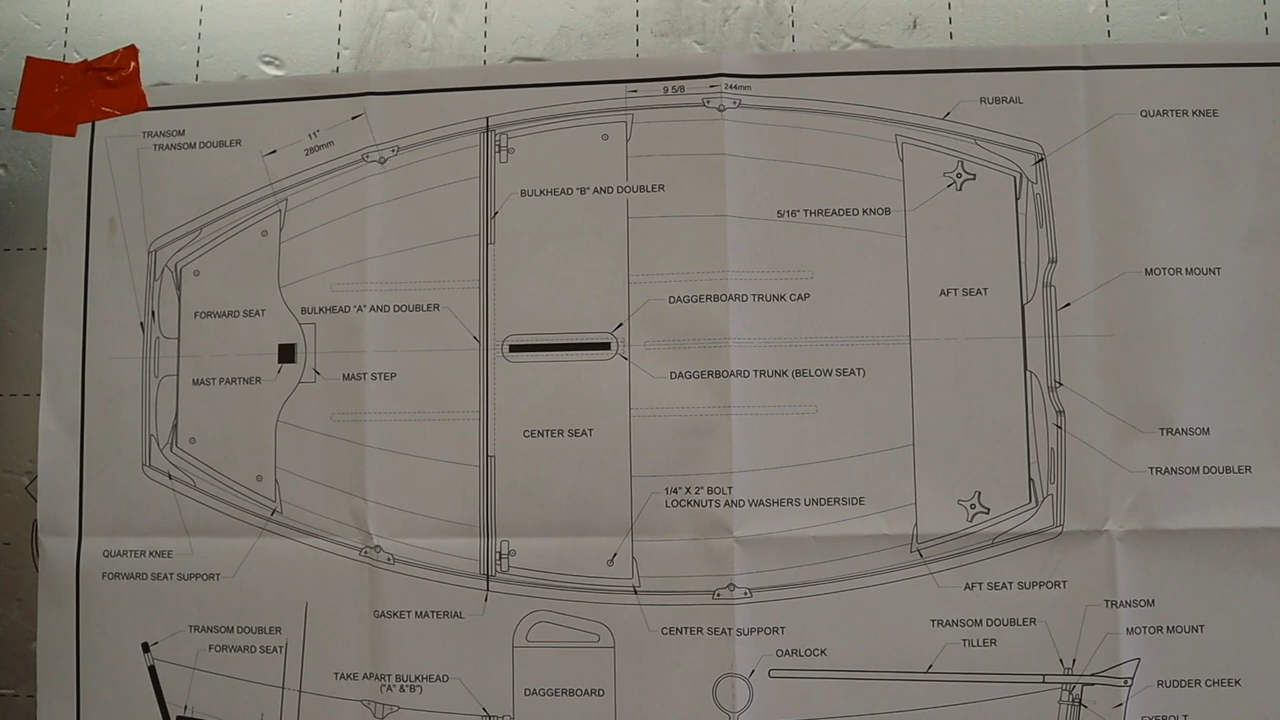 9 5/8
244mm
RUBRAIL
QUARTER KNEE
TRANSOM
TRANSOM DOUBLER
11"
280mm
BULKHEAD "B" AND DOUBLER
5/16" THREADED KNOB
MOTOR MOUNT
AFT SEAT
DAGGERBOARD TRUNK CAP
FORWARD SEAT
BULKHEAD "A" AND DOUBLER
MAST PARTNER
MAST STEP
DAGGERBOARD TRUNK (BELOW SEAT)
CENTER SEAT
TRANSOM
TRANSOM DOUBLER
1/4" X 2" BOLT
LOCKNUTS AND WASHERS UNDERSIDE
QUARTER KNEE
FORWARD SEAT SUPPORT
AFT SEAT SUPPORT
GASKET MATERIAL
CENTER SEAT SUPPORT
TRANSOM
TRANSOM DOUBLER
MOTOR MOUNT
TRANSOM DOUBLER
FORWARD SEAT
TILLER
OARLOCK
TAKE APART BULKHEAD
("A" &"B")
DAGGERBOARD
RUDDER CHEEK
EYEBOLT